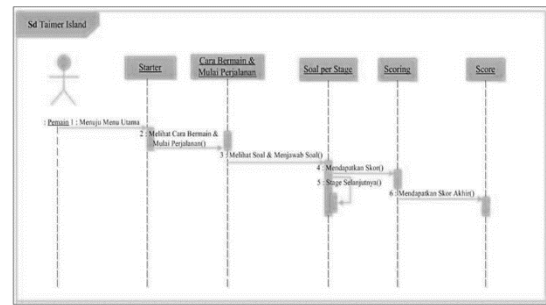 Sd Taimer Island
Starter
Cara Bermain &
Mulai Perjalanan
Soal per Stage
Scoring
Score
: Pemain
1 : Menuju Menu Utama
2 : Melihat Cara Bermain &
Mulai Perjalanan()
3 : Melihat Soal & Menjawab Soal()
4 : Mendapatkan Skor()
5 : Stage Selanjutnya()
6 : Mendapatkan Skor Akhir()